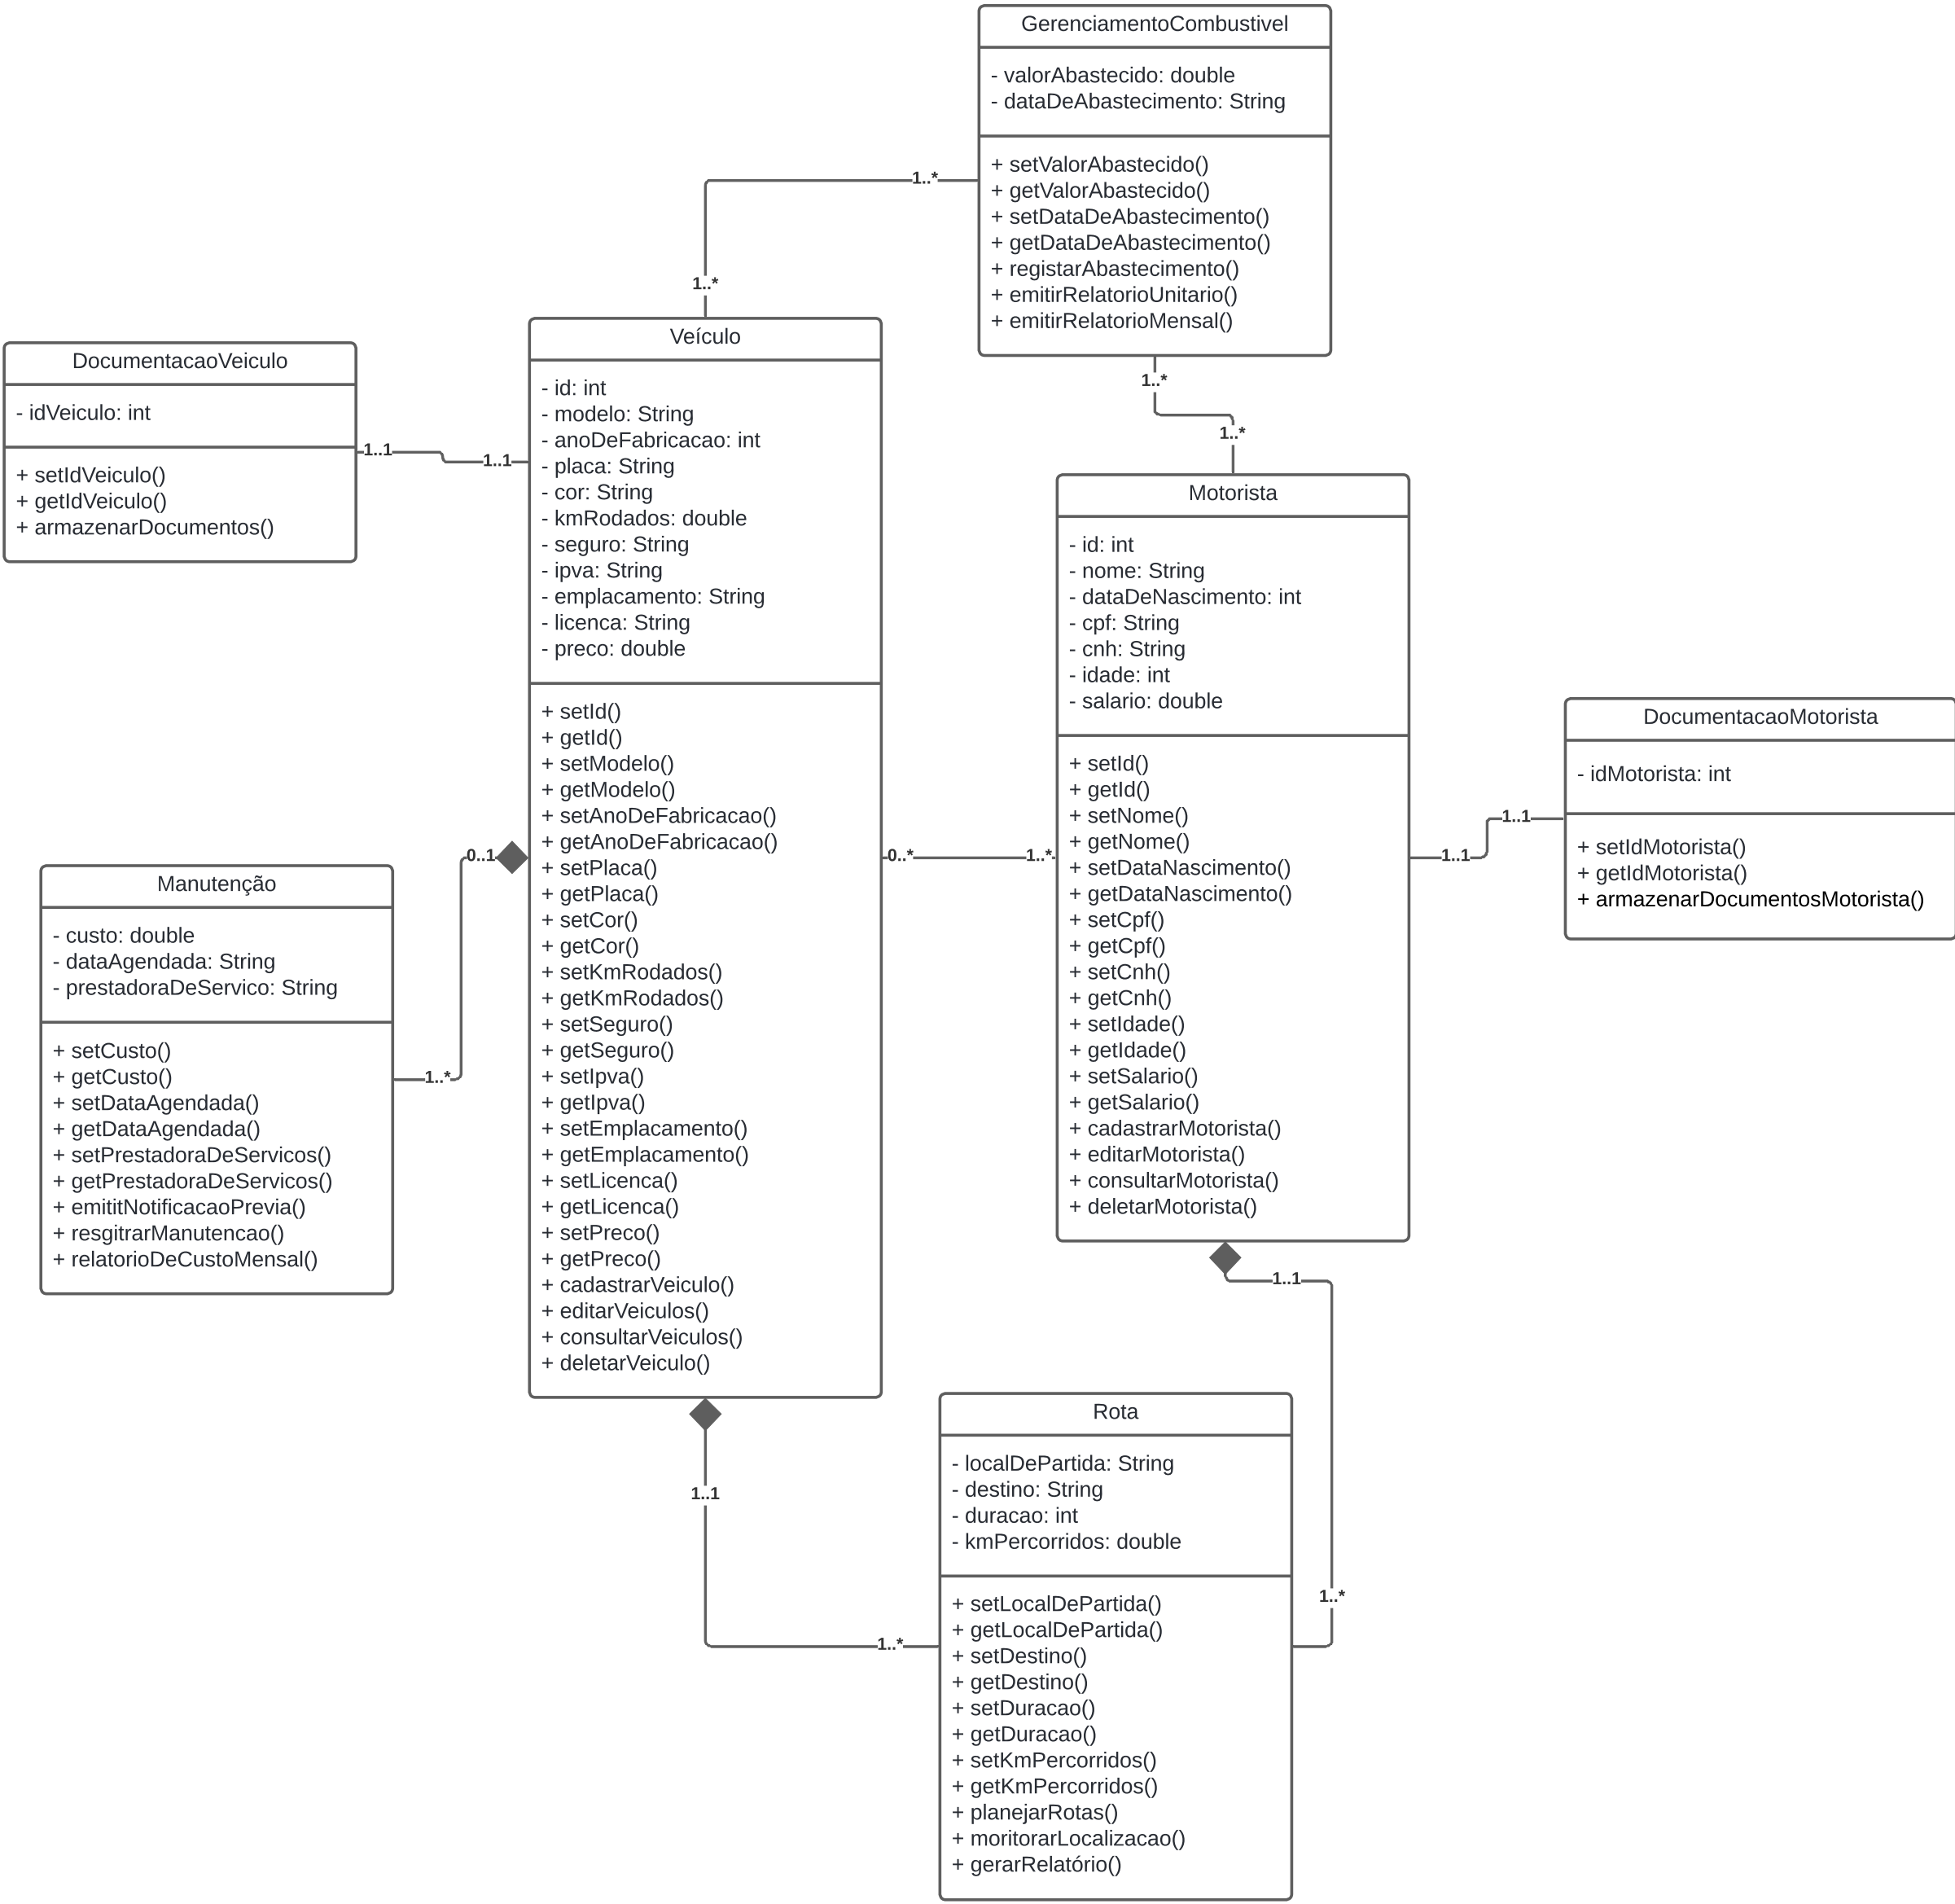 GerenciamentoCombustivel
- valorAbastecido: double
- dataDeAbastecimento: String
+ setValorAbastecido()
+ getValorAbastecido()
+ setDataDeAbastecimento()
+ getDataDeAbastecimento()
+ registarAbastecimento()
+ emitirRelatorioUnitario()
+ emitirRelatorioMensal()
1..*
1..*
1..*
1..*
DocumentacaoVeiculo
- idVeiculo: int
+ setIdVeiculo()
+ getIdVeiculo()
+ armazenarDocumentos()
1..1
1..1
Veículo
- id: int
- modelo: String
- anoDeFabricacao: int
- placa: String
- cor: String
- kmRodados: double
- seguro: String
- ipva: String
- emplacamento: String
- licenca: String
- preco: double
+ setId()
+ getId()
+ setModelo()
+ getModelo()
+ setAnoDeFabricacao()
+ getAnoDeFabricacao()
+ setPlaca()
+ getPlaca()
+ setCor()
+ getCor()
+ setKmRodados()
+ getKmRodados()
+ setSeguro()
+ getSeguro()
+ setIpva()
+ getIpva()
+ setEmplacamento()
+ getEmplacamento()
+ setLicenca()
+ getLicenca()
+ setPreco()
+ getPreco()
+ cadastrarVeiculo()
+ editarVeiculos()
+ consultarVeiculos()
+ deletarVeiculo()
0..*
1..*
Motorista
- id: int
- nome: String
- dataDeNascimento: int
- cpf: String
- cnh: String
- idade: int
- salario: double
+ setId()
+ getId()
+ setNome()
+ getNome()
+ setDataNascimento()
+ getDataNascimento()
+ setCpf()
+ getCpf()
+ setCnh()
+ getCnh()
+ setIdade()
+ getIdade()
+ setSalario()
+ getSalario()
+ cadastrarMotorista()
+ editarMotorista()
+ consultarMotorista()
+ deletarMotorista()
1..1
1..1
DocumentacaoMotorista
- idMotorista: int
+ setIdMotorista()
+ getIdMotorista()
+ armazenarDocumentosMotorista()
0..1
1..*
Manutenção
- custo: double
- dataAgendada: String
- prestadoraDeServico: String
+ setCusto()
+ getCusto()
+ setDataAgendada()
+ getDataAgendada()
+ setPrestadoraDeServicos()
+ getPrestadoraDeServicos()
+ emititNotificacaoPrevia()
+ resgitrarManutencao()
+ relatorioDeCustoMensal()
1..1
1..*
1..1
1..*
Rota
- localDePartida: String
- destino: String
- duracao: int
- kmPercorridos: double
+ setLocalDePartida()
+ getLocalDePartida()
+ setDestino()
+ getDestino()
+ setDuracao()
+ getDuracao()
+ setKmPercorridos()
+ getKmPercorridos()
+ planejarRotas()
+ moritorarLocalizacao()
+ gerarRelatório()